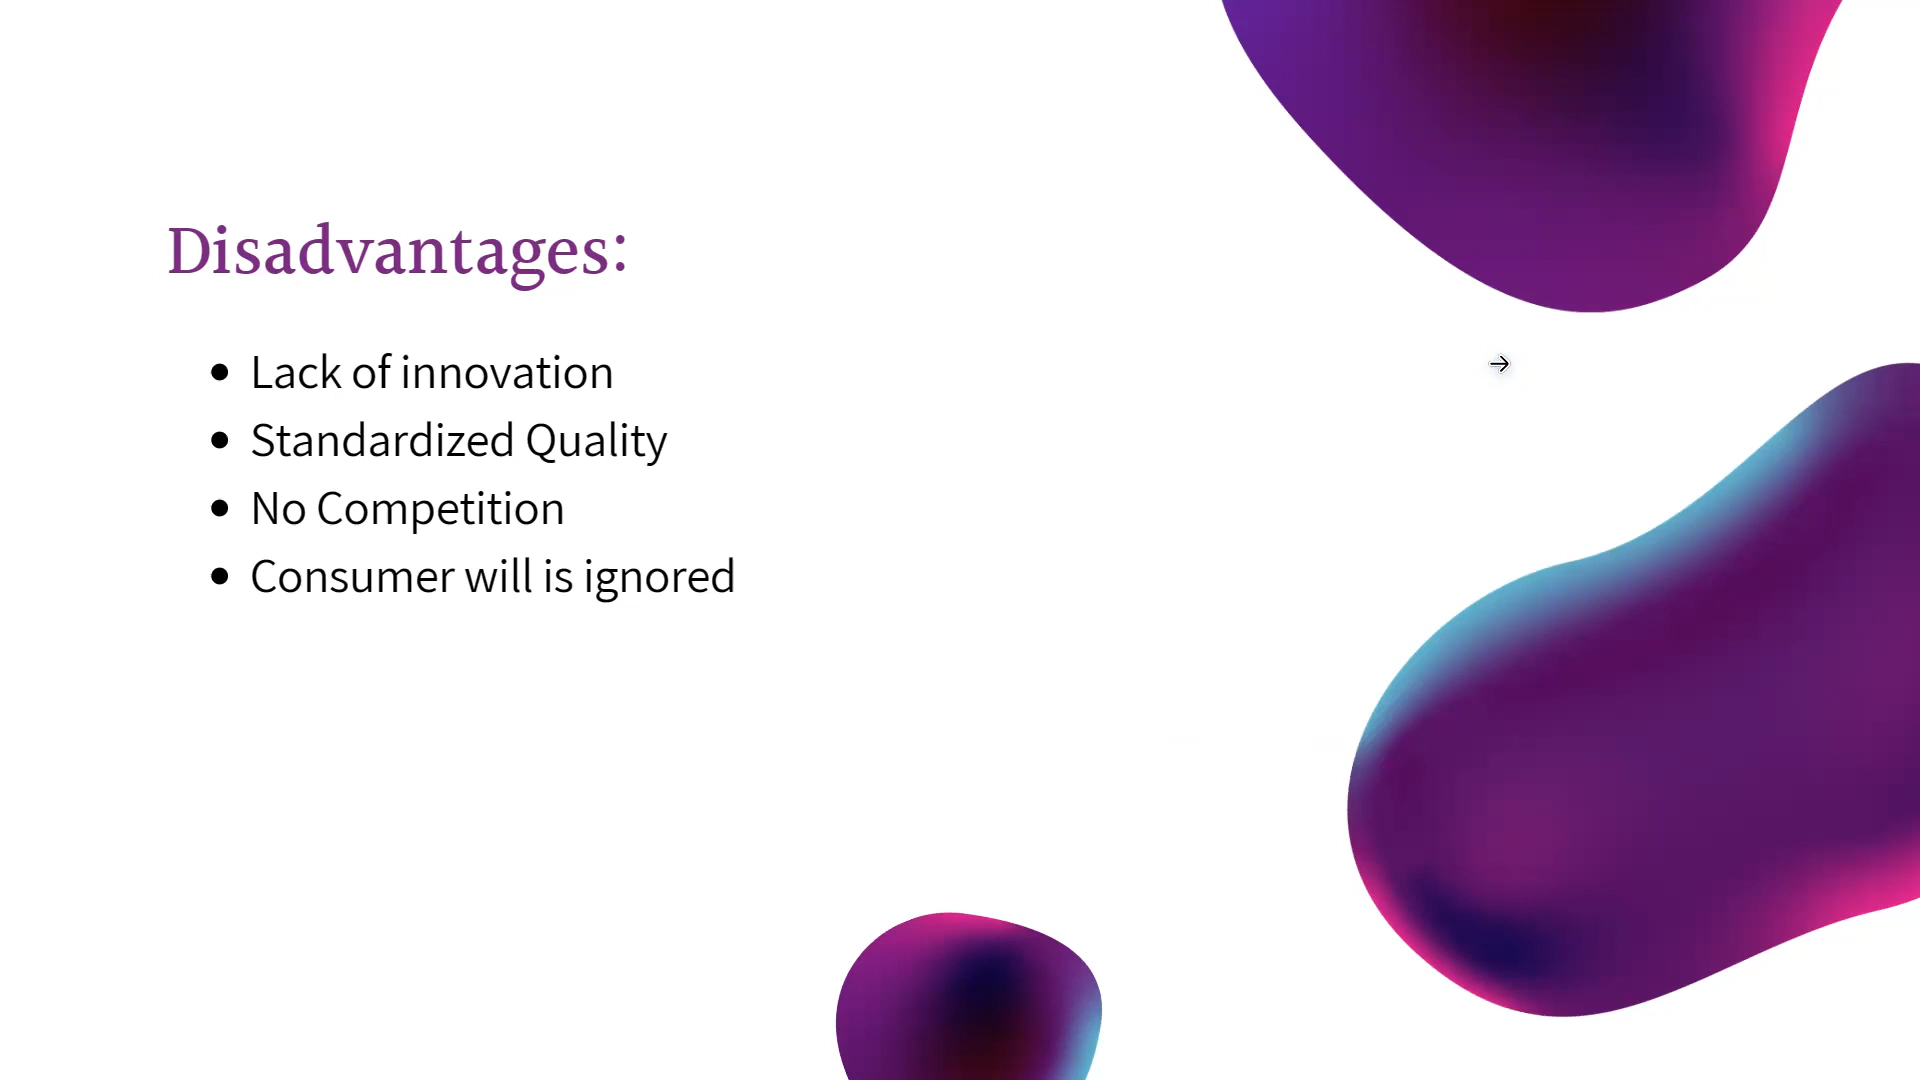 Disadvantages:
• Lack of innovation
• Standardized Quality
• No Competition
• Consumer will is ignored